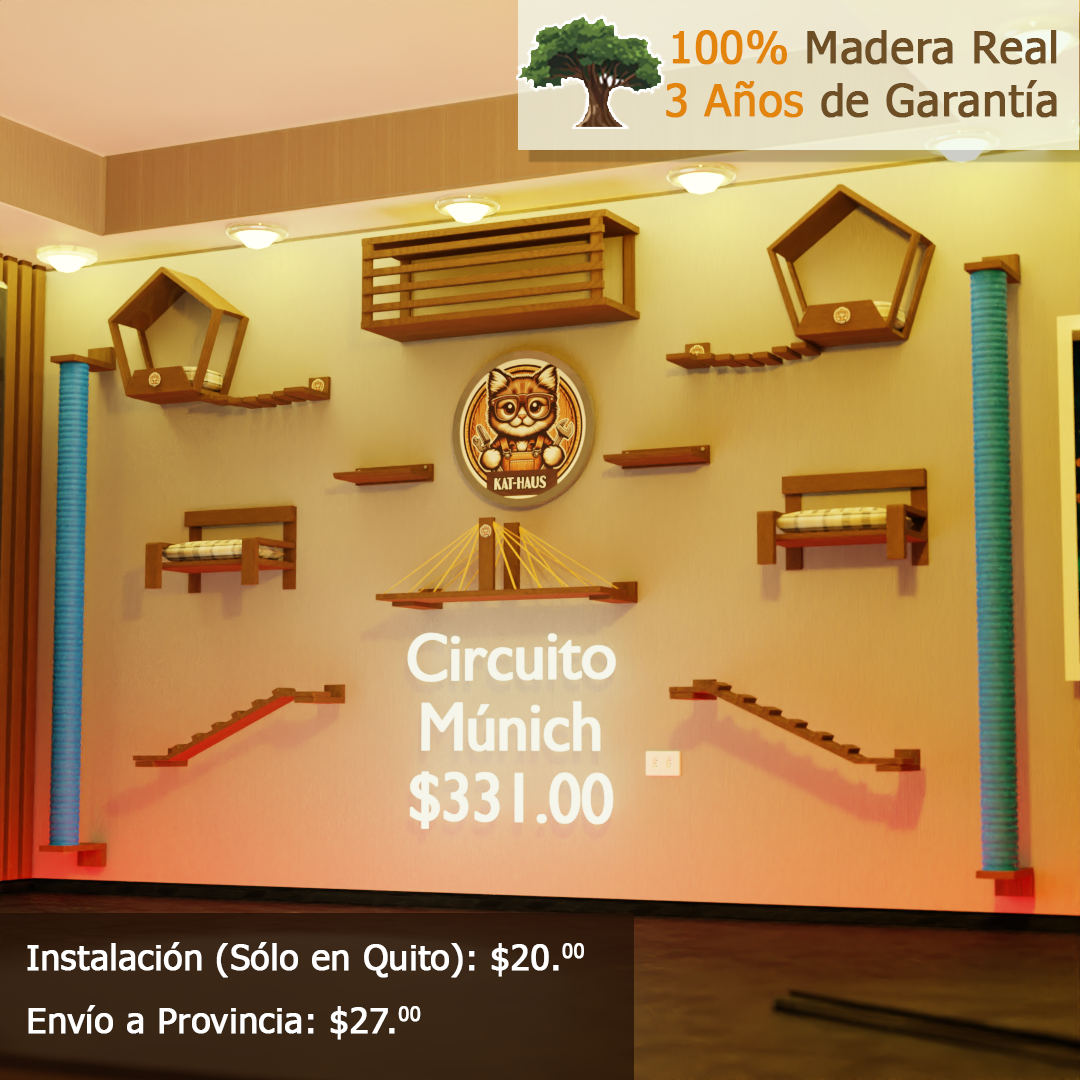 100% Madera Real
3 Años de Garantía
KAT-HAUS
Circuito
Múnich
$331.00
Instalación (Sólo en Quito): $20.00
Envío a Provincia: $27.00